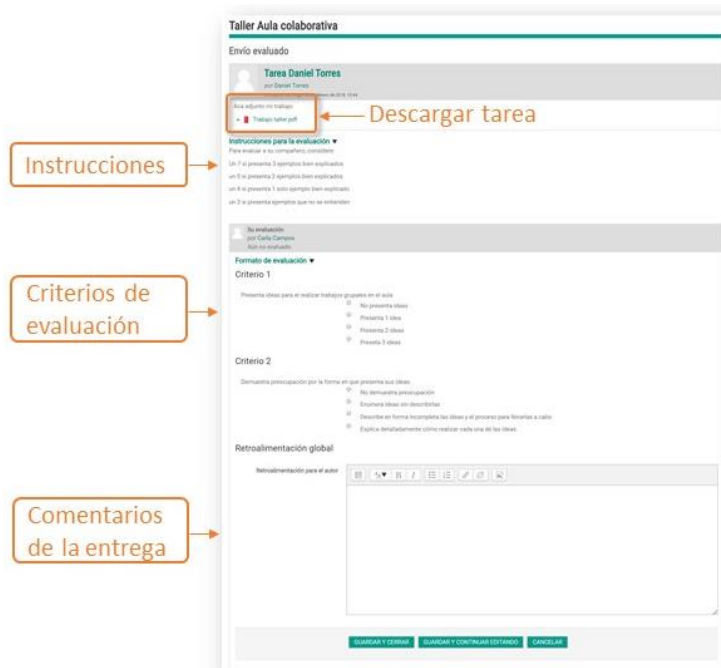 Taller Aula colaborativa
Envío evaluado
Tarea Daniel Torres
por Daniel Torres
Acá adjunto mi trabajo
Trabajo taller.pdf
Descargar tarea
Instrucciones
Instrucciones para la evaluación ▼
Para evaluar a su compañero, considere
Un 7 si presenta 3 ejemplos bien explicados
un 5 si presenta 2 ejemplos bien explicados
un 4 si presenta 1 solo ejemplo bien explicado
un 2 si presenta ejemplos que no se entienden
Su evaluación
por Carla Campos
Aún no evaluado
Formato de evaluación ▼
Criterios de
evaluación
Criterio 1
Presenta ideas para el realizar trabajos grupales en el aula
No presenta ideas
Presenta 1 idea
Presenta 2 ideas
Preseta 3 ideas
Criterio 2
Demuestra preocupación por la forma en que presenta sus ideas
No demuestra preocupación
Enumera ideas sin describirlas
Describe en forma incompleta las ideas y el proceso para llevarlas a cabo
Explica detalladamente cómo realizar cada una de las ideas
Retroalimentación global
Retroalimentación para el autor
B I
Comentarios
de la entrega
GUARDAR Y CERRAR GUARDAR Y CONTINUAR EDITANDO CANCELAR